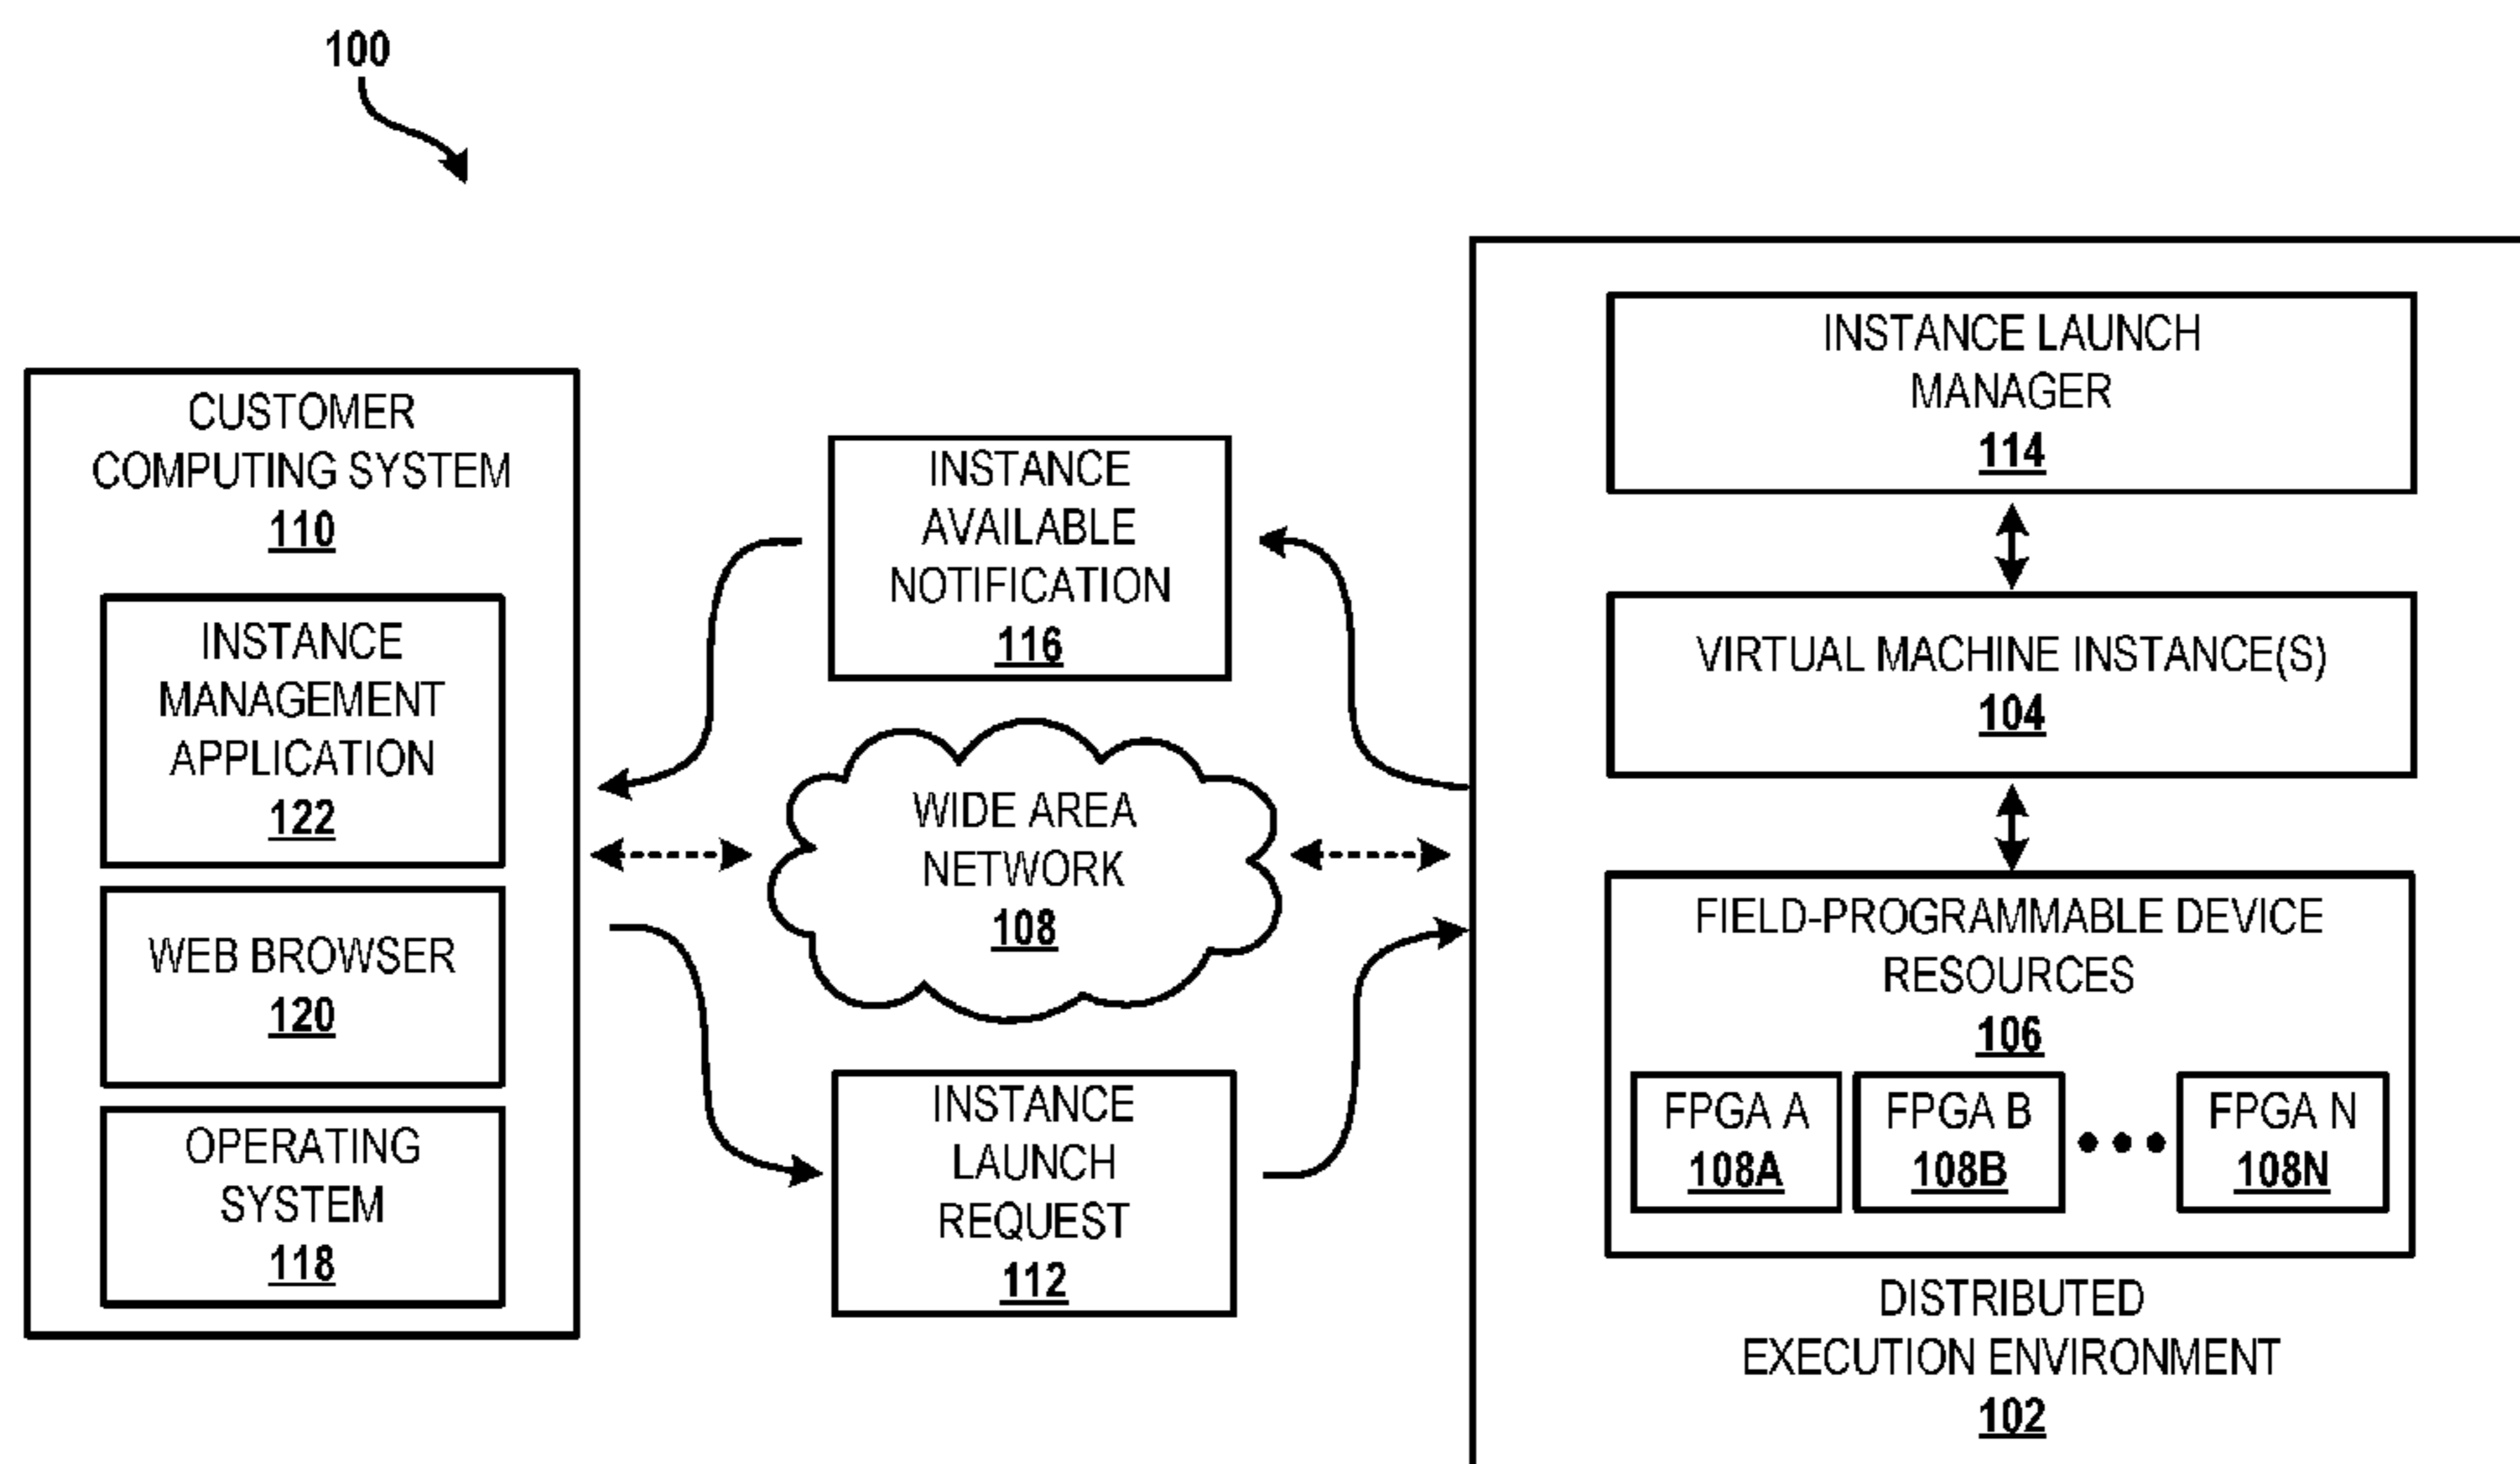 100
CUSTOMER
COMPUTING SYSTEM
110
INSTANCE
MANAGEMENT
APPLICATION
122
WEB BROWSER
120
OPERATING
SYSTEM
118
INSTANCE
AVAILABLE
NOTIFICATION
116
WIDE AREA
NETWORK
108
INSTANCE
LAUNCH
REQUEST
112
INSTANCE LAUNCH
MANAGER
114
VIRTUAL MACHINE INSTANCE(S)
104
FIELD-PROGRAMMABLE DEVICE
RESOURCES
106
FPGA A
108A
FPGA B
108B
FPGA N
108N
DISTRIBUTED
EXECUTION ENVIRONMENT
102